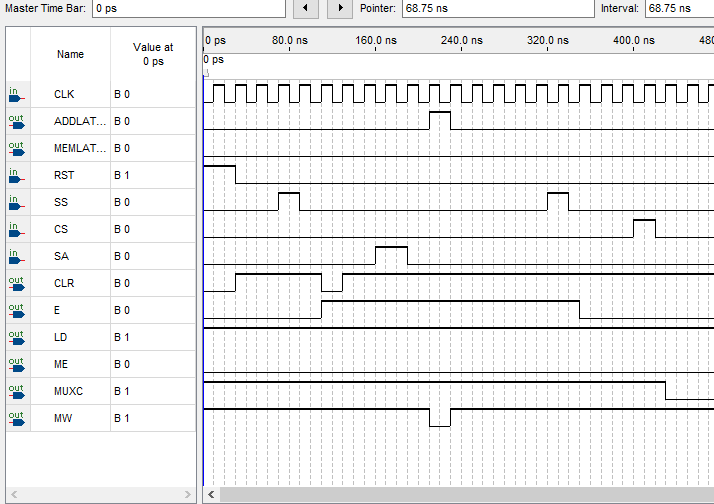 Master Time Bar: 0 ps Pointer: 68.75 ns Interval: 68.75 ns
Name Value at 0 ps
0 ps 80.0 ns 160.0 ns 240.0 ns 320.0 ns 400.0 ns 480
0 ps
in CLK B 0
out ADDLAT... B 0
out MEMLAT... B 0
in RST B 1
in SS B 0
in CS B 0
in SA B 0
out CLR B 0
out E B 0
out LD B 1
out ME B 0
out MUXC B 1
out MW B 1